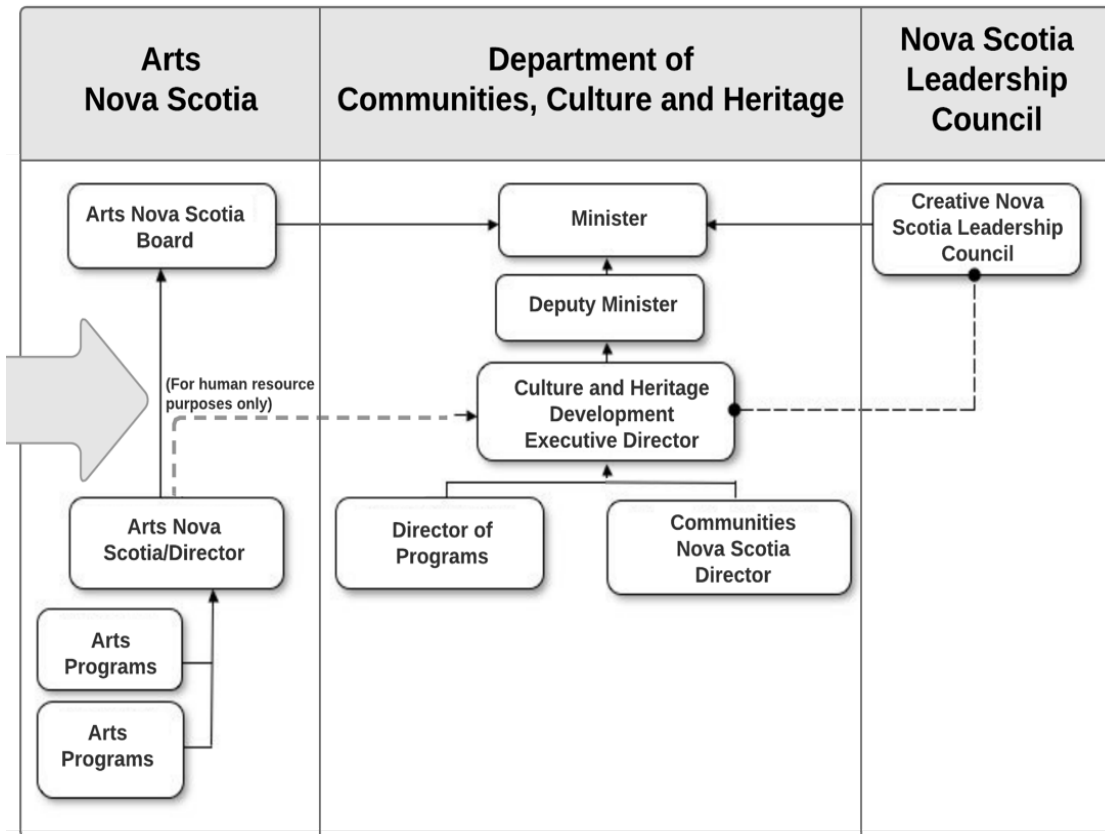 Arts
Nova Scotia
Department of
Communities, Culture and Heritage
Nova Scotia
Leadership
Council
Arts Nova Scotia
Board
Minister
Creative Nova
Scotia Leadership
Council
Deputy Minister
(For human resource
purposes only)
Culture and Heritage
Development
Executive Director
Arts Nova
Scotia/Director
Director of
Programs
Communities
Nova Scotia
Director
Arts
Programs
Arts
Programs